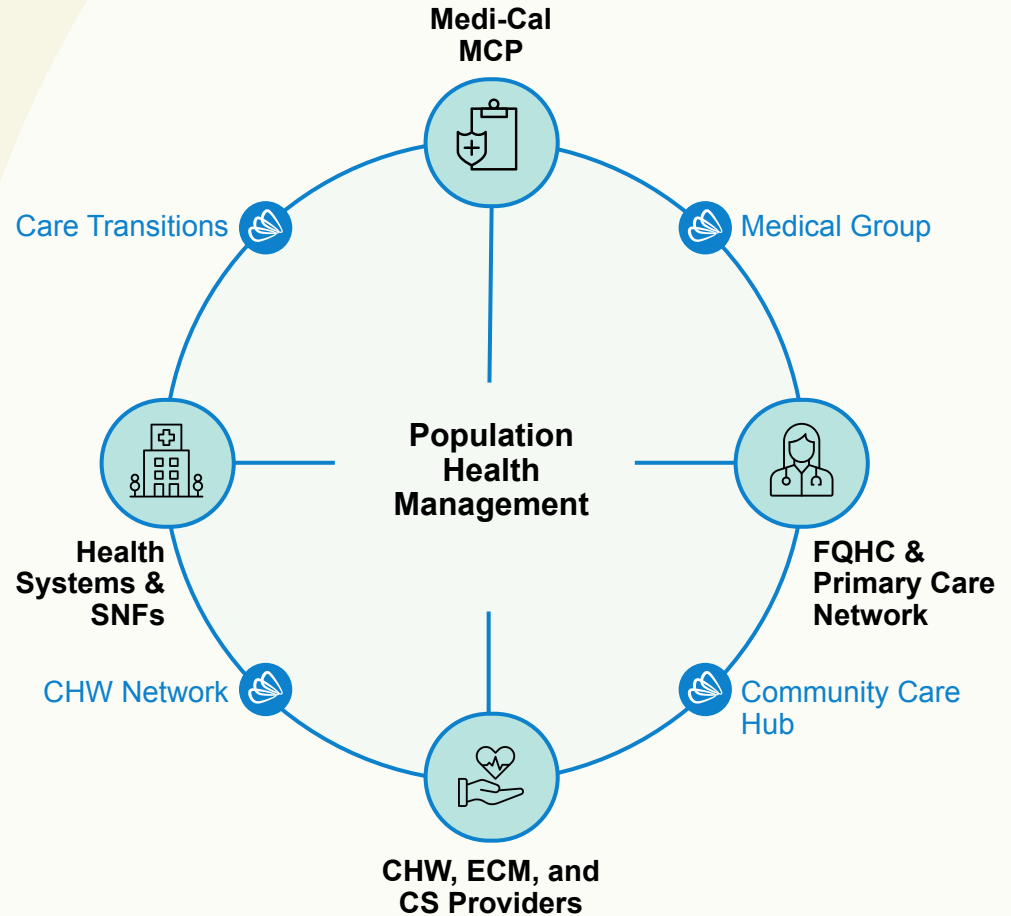 Medi-Cal
MCP
Care Transitions
Medical Group
Population
Health
Management
Health
Systems &
SNFs
FQHC &
Primary Care
Network
CHW Network
Community Care
Hub
CHW, ECM, and
CS Providers